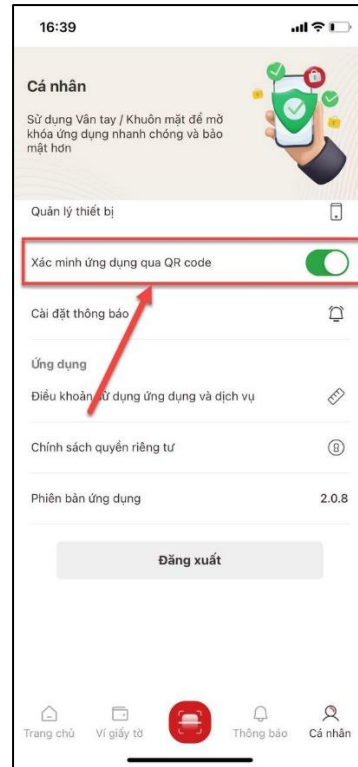 16:39
Cá nhân
Sử dụng Vân tay / Khuôn mặt để mở
khóa ứng dụng nhanh chóng và bảo
mật hơn
Quản lý thiết bị
Xác minh ứng dụng qua QR code
Cài đặt thông báo
Ứng dụng
Điều khoản sử dụng ứng dụng và dịch vụ
Chính sách quyền riêng tư
Phiên bản ứng dụng 2.0.8
Đăng xuất
Trang chủ Ví giấy tờ Thông báo Cá nhân